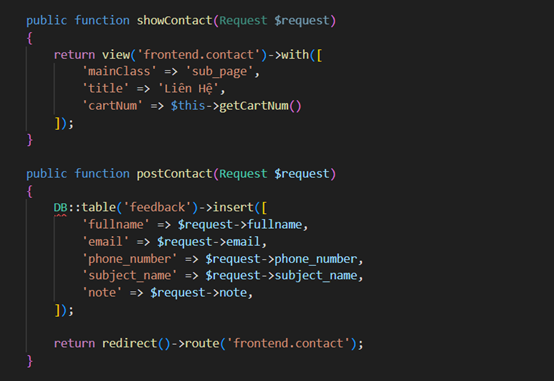 public function showContact(Request $request)
{
    return view('frontend.contact')->with([
        'mainClass' => 'sub_page',
        'title' => 'Liên Hệ',
        'cartNum' => $this->getCartNum()
    ]);
}

public function postContact(Request $request)
{
    DB::table('feedback')->insert([
        'fullname' => $request->fullname,
        'email' => $request->email,
        'phone_number' => $request->phone_number,
        'subject_name' => $request->subject_name,
        'note' => $request->note,
    ]);

    return redirect()->route('frontend.contact');
}